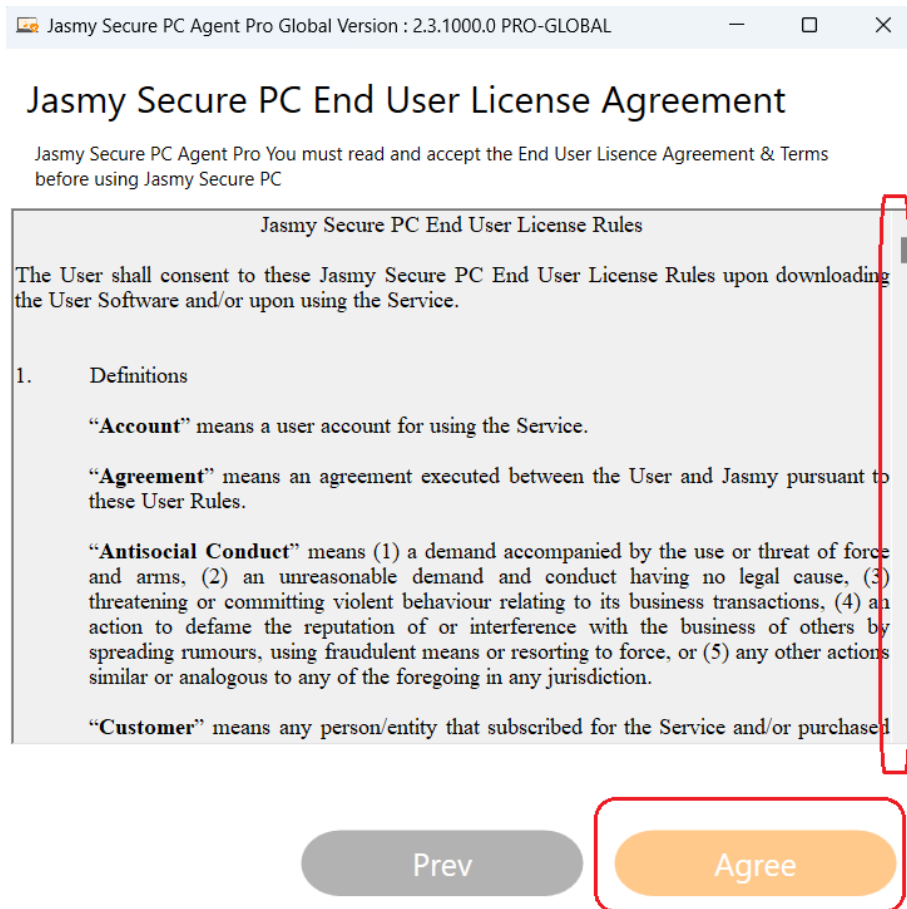 Jasmy Secure PC Agent Pro Global Version : 2.3.1000.0 PRO-GLOBAL
Jasmy Secure PC End User License Agreement
Jasmy Secure PC Agent Pro You must read and accept the End User Lisence Agreement & Terms
before using Jasmy Secure PC
Jasmy Secure PC End User License Rules
The User shall consent to these Jasmy Secure PC End User License Rules upon downloading
the User Software and/or upon using the Service.
1. Definitions
“Account” means a user account for using the Service.
“Agreement” means an agreement executed between the User and Jasmy pursuant to
these User Rules.
“Antisocial Conduct” means (1) a demand accompanied by the use or threat of force
and arms, (2) an unreasonable demand and conduct having no legal cause, (3)
threatening or committing violent behaviour relating to its business transactions, (4) an
action to defame the reputation of or interference with the business of others by
spreading rumours, using fraudulent means or resorting to force, or (5) any other actions
similar or analogous to any of the foregoing in any jurisdiction.
“Customer” means any person/entity that subscribed for the Service and/or purchased
Prev
Agree